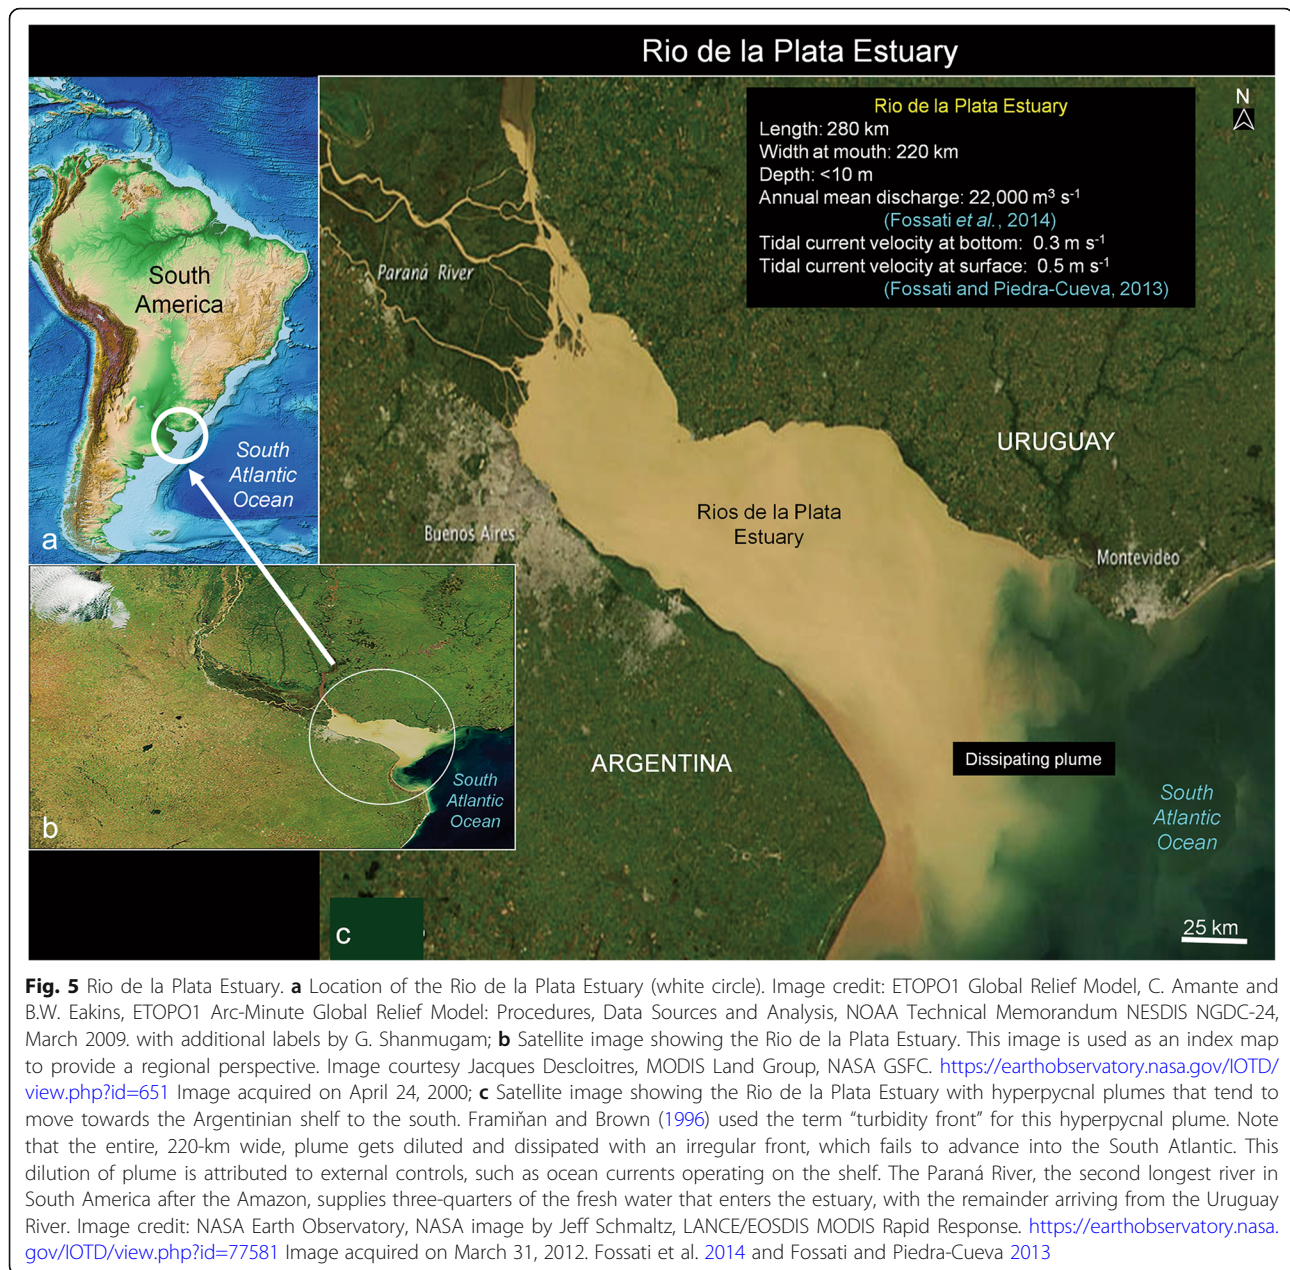 Rio de la Plata Estuary
South
America
South
Atlantic
Ocean
a
South
Atlantic
Ocean
b
Rio de la Plata Estuary
Length: 280 km
Width at mouth: 220 km
Depth: <10 m
Annual mean discharge: 22,000 m³ s⁻¹
(Fossati et al., 2014)
Tidal current velocity at bottom: 0.3 m s⁻¹
Tidal current velocity at surface: 0.5 m s⁻¹
(Fossati and Piedra-Cueva, 2013)
N
Paraná River
URUGUAY
Rios de la Plata
Estuary
Buenos Aires
Montevideo
ARGENTINA
Dissipating plume
South
Atlantic
Ocean
25 km
c
Fig. 5 Rio de la Plata Estuary. a Location of the Rio de la Plata Estuary (white circle). Image credit: ETOPO1 Global Relief Model, C. Amante and
B.W. Eakins, ETOPO1 Arc-Minute Global Relief Model: Procedures, Data Sources and Analysis, NOAA Technical Memorandum NESDIS NGDC-24,
March 2009. with additional labels by G. Shanmugam; b Satellite image showing the Rio de la Plata Estuary. This image is used as an index map
to provide a regional perspective. Image courtesy Jacques Descloitres, MODIS Land Group, NASA GSFC. https://earthobservatory.nasa.gov/IOTD/
view.php?id=651 Image acquired on April 24, 2000; c Satellite image showing the Rio de la Plata Estuary with hyperpycnal plumes that tend to
move towards the Argentinian shelf to the south. Framiňan and Brown (1996) used the term “turbidity front” for this hyperpycnal plume. Note
that the entire, 220-km wide, plume gets diluted and dissipated with an irregular front, which fails to advance into the South Atlantic. This
dilution of plume is attributed to external controls, such as ocean currents operating on the shelf. The Paraná River, the second longest river in
South America after the Amazon, supplies three-quarters of the fresh water that enters the estuary, with the remainder arriving from the Uruguay
River. Image credit: NASA Earth Observatory, NASA image by Jeff Schmaltz, LANCE/EOSDIS MODIS Rapid Response. https://earthobservatory.nasa.
gov/IOTD/view.php?id=77581 Image acquired on March 31, 2012. Fossati et al. 2014 and Fossati and Piedra-Cueva 2013